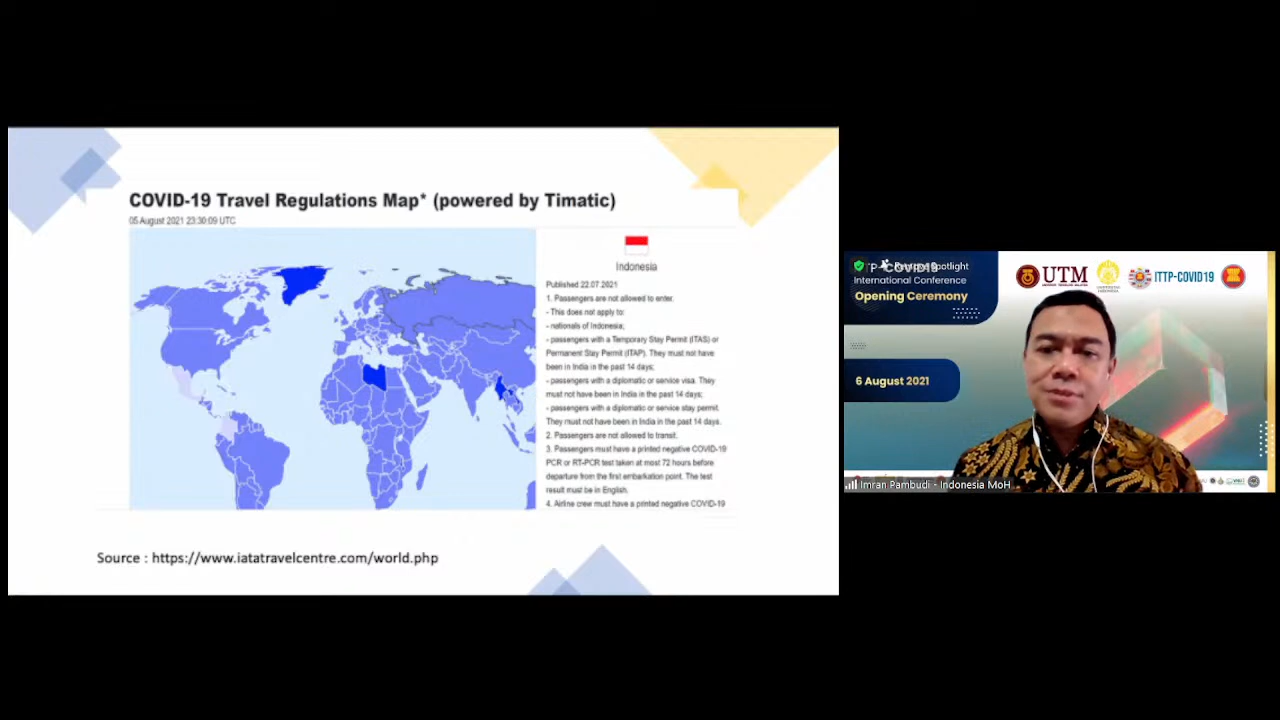 COVID-19 Travel Regulations Map* (powered by Timatic)
05 August 2021 23:30:09 UTC
Indonesia
Published 22.07.2021
1. Passengers are not allowed to enter.
- This does not apply to:
- nationals of Indonesia;
- passengers with a Temporary Stay Permit (ITAS) or
Permanent Stay Permit (ITAP). They must not have
been in India in the past 14 days;
- passengers with a diplomatic or service visa. They
must not have been in India in the past 14 days;
- passengers with a diplomatic or service stay permit.
They must not have been in India in the past 14 days.
2. Passengers are not allowed to transit.
3. Passengers must have a printed negative COVID-19
PCR or RT-PCR test taken at most 72 hours before
departure from the first embarkation point. The test
result must be in English.
4. Airline crew must have a printed negative COVID-19
Source : https://www.iatatravelcentre.com/world.php
International Conference
Opening Ceremony
6 August 2021
UTM
ITTP-COVID19
Imran Pambudi - Indonesia MoH